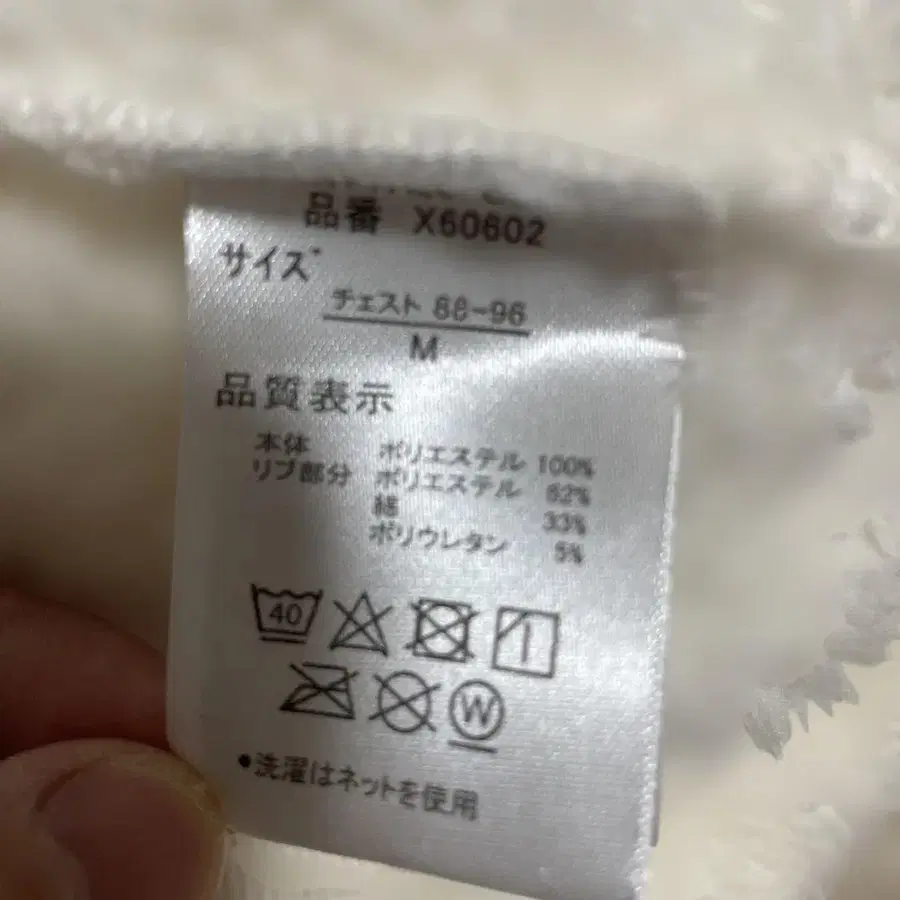 品番 X60602
サイズ
チェスト 88-96
M
品質表示
本体 ポリエステル 100%
リブ部分 ポリエステル 62%
綿 33%
ポリウレタン 5%
40
W
•洗濯はネットを使用